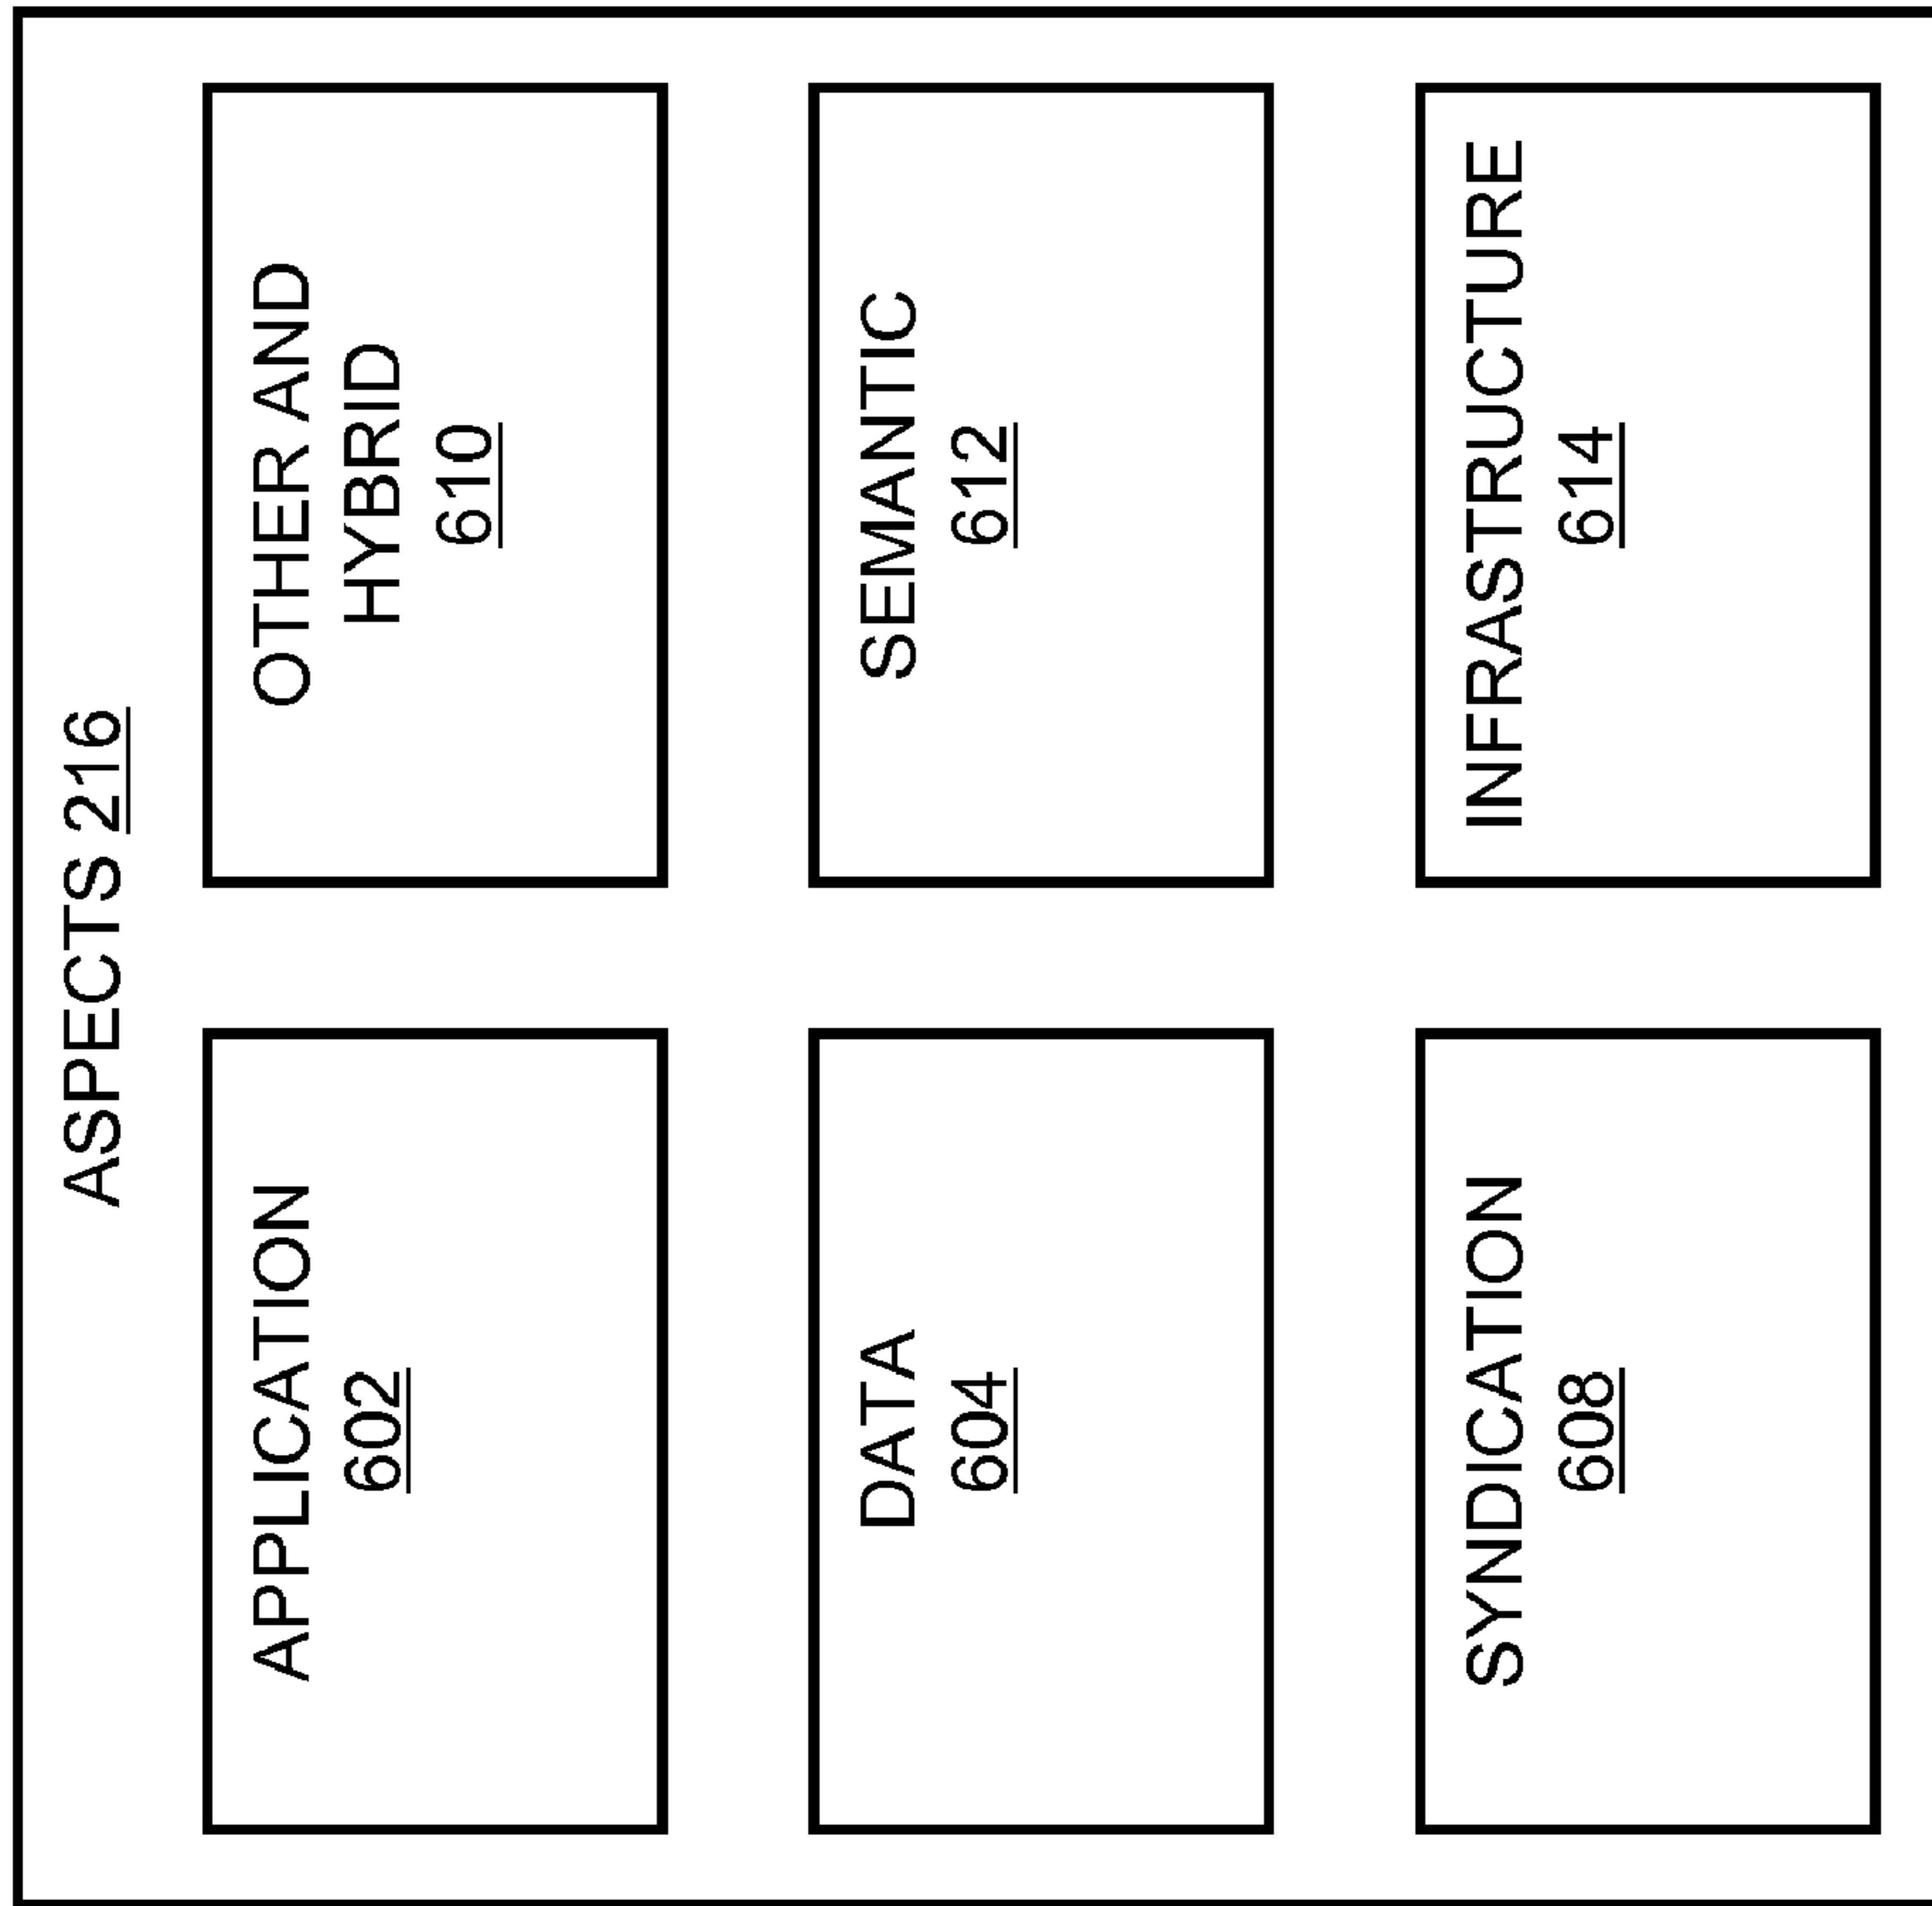 ASPECTS 216
APPLICATION
602
OTHER AND
HYBRID
610
DATA
604
SEMANTIC
612
SYNDICATION
608
INFRASTRUCTURE
614